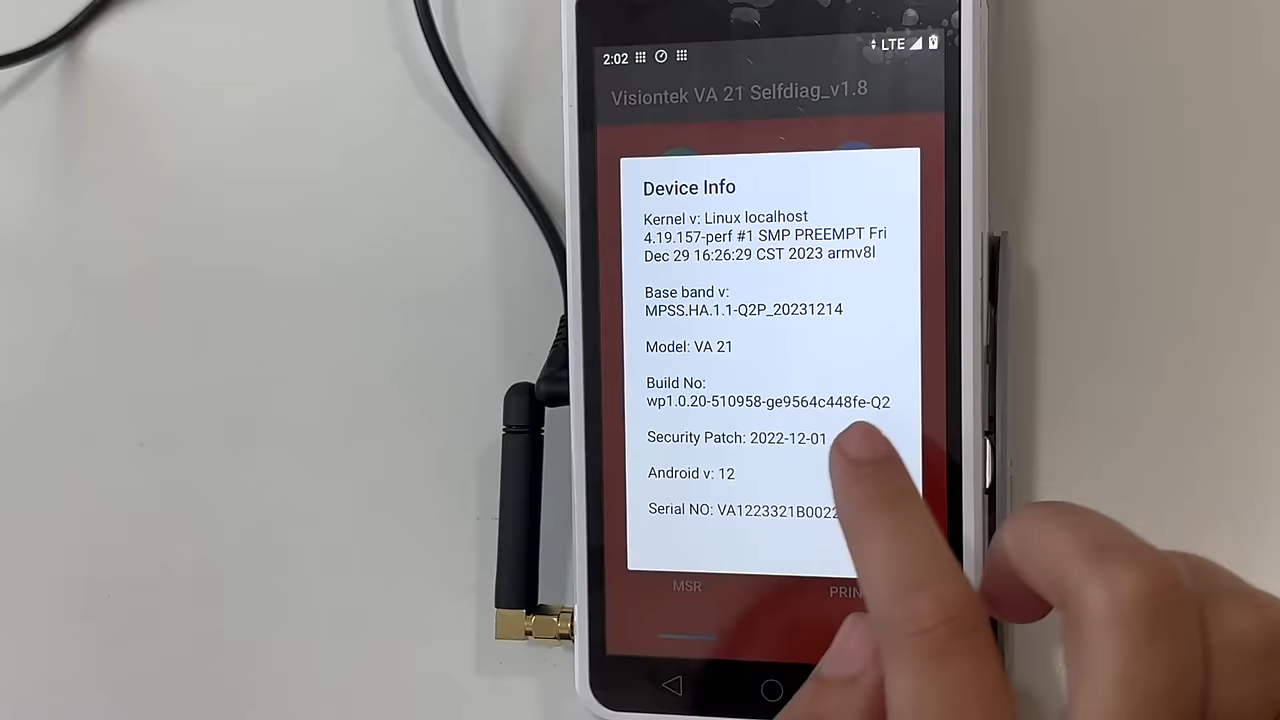 2:02 LTE
Visiontek VA 21 Selfdiag_v1.8
Device Info
Kernel v: Linux localhost
4.19.157-perf #1 SMP PREEMPT Fri
Dec 29 16:26:29 CST 2023 armv8l
Base band v:
MPSS.HA.1.1-Q2P_20231214
Model: VA 21
Build No:
wp1.0.20-510958-ge9564c448fe-Q2
Security Patch: 2022-12-01
Android v: 12
Serial NO: VA1223321B0022
MSR PRIN